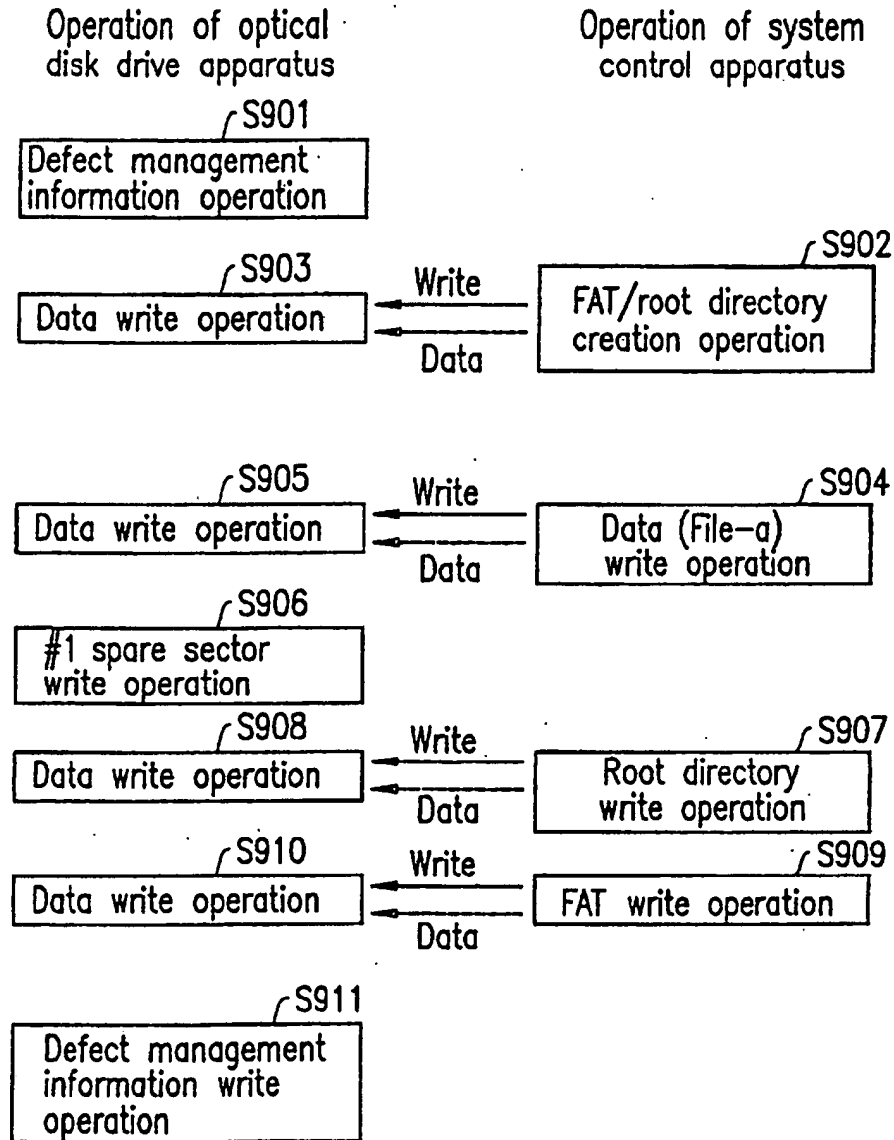 Operation of optical
disk drive apparatus
Operation of system
control apparatus
S901
Defect management
information operation
S902
S903
Data write operation
Write
Data
FAT/root directory
creation operation
S904
S905
Data write operation
Write
Data
Data (File-a)
write operation
S906
#1 spare sector
write operation
S907
S908
Data write operation
Write
Data
Root directory
write operation
S909
S910
Data write operation
Write
Data
FAT write operation
S911
Defect management
information write
operation